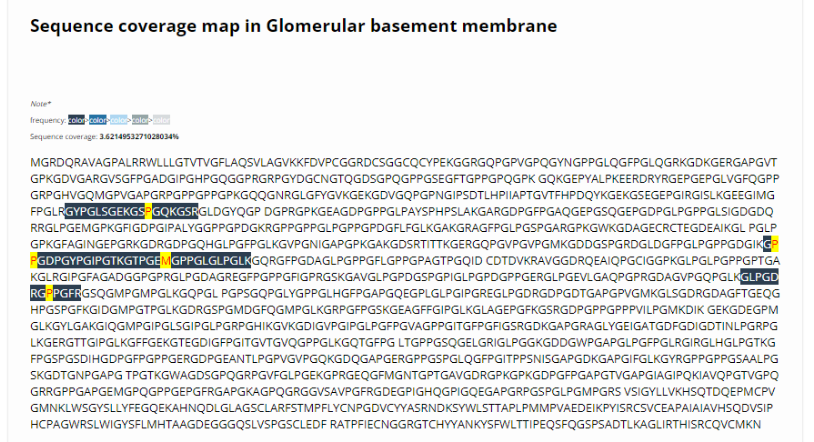 Sequence coverage map in Glomerular basement membrane
Note*
frequency: color>color>color>color>color
Sequence coverage: 3.6214953271028034%
MGRDQRAVAGPALRRWLLLGTVTVGFLAQSVLAGVKKFDVPCGGRDCSGGCQCYPEKGGRGQPGPVGPQGYNGPPGLQGFPGLQGRKGDKGERGAPGVT
GPKGDVGARGVSGFPGADGIPGHPGQGGPRGRPGYDGCNGTQGDSGPQGPPGSEGFTGPPGPQGPK GQKGEPYALPKEERDRYRGEPGEPGLVGFQGPP
GRPGHVGQMGPVGAPGRPGPPGPPGPKGQQGNRGLGFYGVKGEKGDVGQPGPNGIPSDTLHPIIAPTGVTFHPDQYKGEKGSEGEPGIRGISLKGEEGIMG
FPGLRGYPGLSGEKGSPGQKGSRGLDGYQGP DGPRGPKGEAGDPGPPGLPAYSPHPSLAKGARGDPGFPGAQGEPGSQGEPGDPGLPGPPGLSIGDGDQ
RRGLPGEMGPKGFIGDPGIPALYGGPPGPDGKRGPPGPPGLPGPPGPDGFLFGLKGAKGRAGFPGLPGSPGARGPKGWKGDAGECRCTEGDEAIKGL PGLP
GPKGFAGINGEPGRKGDRGDPGQHGLPGFPGLKGVPGNIGAPGPKGAKGDSRTITTKGERGQPGVPGVPGMKGDDGSPGRDGLDGFPGLPGPPGDGIKGP
PGDPGYPGIPGTKGTPGEMGPPGLGLPGLKGQRGFPGDAGLPGPPGFLGPPGPAGTPGQID CDTDVKRAVGGDRQEAIQPGCIGGPKGLPGLPGPPGPTGA
KGLRGIPGFAGADGGPGPRGLPGDAGREGFPGPPGFIGPRGSKGAVGLPGPDGSPGPIGLPGPDGPPGERGLPGEVLGAQPGPRGDAGVPGQPGLKGLPGD
RGPPGFRGSQGMPGMPGLKGQPGL PGPSGQPGLYGPPGLHGFPGAPGQEGPLGLPGIPGREGLPGDRGDPGDTGAPGPVGMKGLSGDRGDAGFTGEQG
HPGSPGFKGIDGMPGTPGLKGDRGSPGMDGFQGMPGLKGRPGFPGSKGEAGFFGIPGLKGLAGEPGFKGSRGDPGPPGPPPVILPGMKDIK GEKGDEGPM
GLKGYLGAKGIQGMPGIPGLSGIPGLPGRPGHIKGVKGDIGVPGIPGLPGFPGVAGPPGITGFPGFIGSRGDKGAPGRAGLYGEIGATGDFGDIGDTINLPGRPG
LKGERGTTGIPGLKGFFGEKGTEGDIGFPGITGVTGVQGPPGLKGQTGFPG LTGPPGSQGELGRIGLPGGKGDDGWPGAPGLPGFPGLRGIRGLHGLPGTKG
FPGSPGSDIHGDPGFPGPPGERGDPGEANTLPGPVGVPGQKGDQGAPGERGPPGSPGLQGFPGITPPSNISGAPGDKGAPGIFGLKGYRGPPGPPGSAALPG
SKGDTGNPGAPG TPGTKGWAGDSGPQGRPGVFGLPGEKGPRGEQGFMGNTGPTGAVGDRGPKGPKGDPGFPGAPGTVGAPGIAGIPQKIAVQPGTVGPQ
GRRGPPGAPGEMGPQGPPGEPGFRGAPGKAGPQGRGGVSAVPGFRGDEGPIGHQGPIGQEGAPGRPGSPGLPGMPGRS VSIGYLLVKHSQTDQEPMCPV
GMNKLWSGYSLLYFEGQEKAHNQDLGLAGSCLARFSTMPFLYCNPGDVCYYASRNDKSYWLSTTAPLPMMPVAEDEIKPYISRCSVCEAPAIAIAVHSQDVSIP
HCPAGWRSLWIGYSFLMHTAAGDEGGGQSLVSPGSCLEDF RATPFIECNGGRGTCHYYANKYSFWLTTIPEQSFQGSPSADTLKAGLIRTHISRCQVCMKN